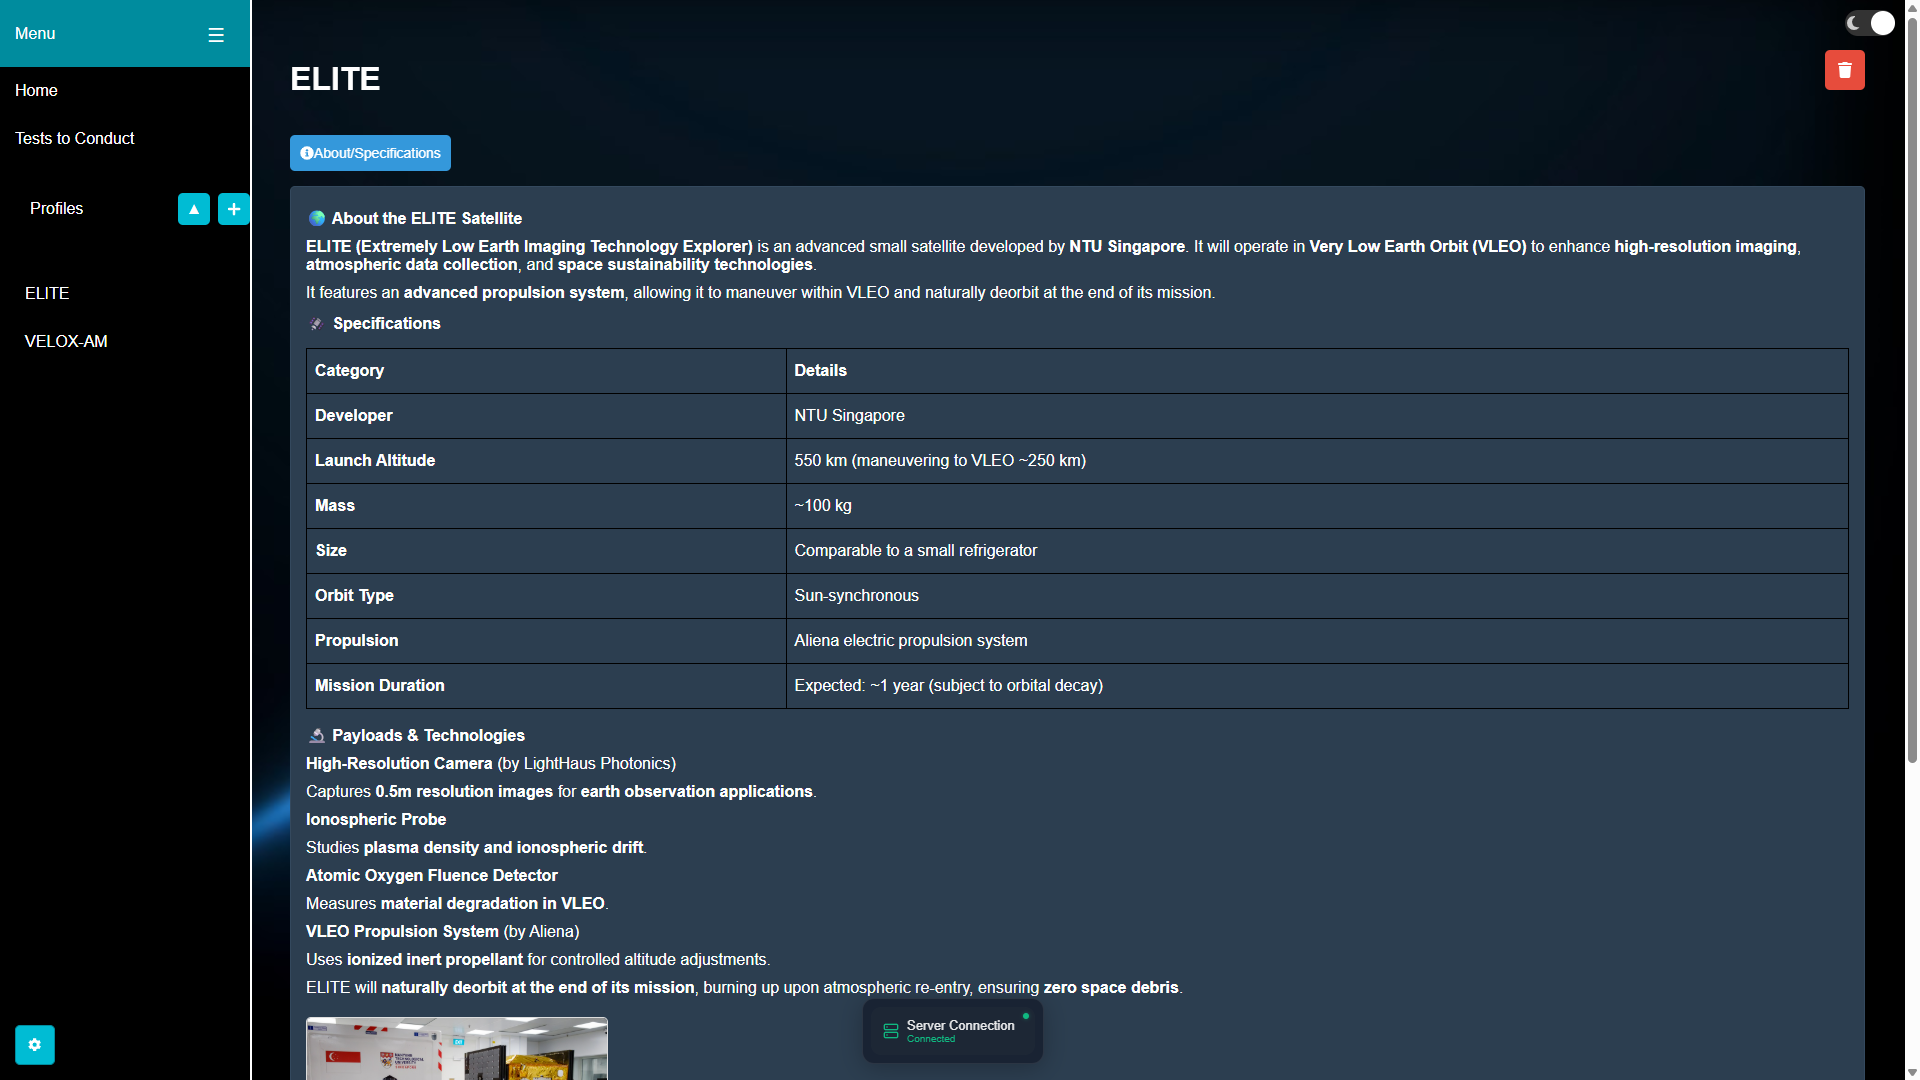 Menu
Home
Tests to Conduct
Profiles
ELITE
VELOX-AM
ELITE
About/Specifications
About the ELITE Satellite
ELITE (Extremely Low Earth Imaging Technology Explorer) is an advanced small satellite developed by NTU Singapore. It will operate in Very Low Earth Orbit (VLEO) to enhance high-resolution imaging,
atmospheric data collection, and space sustainability technologies.
It features an advanced propulsion system, allowing it to maneuver within VLEO and naturally deorbit at the end of its mission.
Specifications
Category Details
Developer NTU Singapore
Launch Altitude 550 km (maneuvering to VLEO ~250 km)
Mass ~100 kg
Size Comparable to a small refrigerator
Orbit Type Sun-synchronous
Propulsion Aliena electric propulsion system
Mission Duration Expected: ~1 year (subject to orbital decay)
Payloads & Technologies
High-Resolution Camera (by LightHaus Photonics)
Captures 0.5m resolution images for earth observation applications.
Ionospheric Probe
Studies plasma density and ionospheric drift.
Atomic Oxygen Fluence Detector
Measures material degradation in VLEO.
VLEO Propulsion System (by Aliena)
Uses ionized inert propellant for controlled altitude adjustments.
ELITE will naturally deorbit at the end of its mission, burning up upon atmospheric re-entry, ensuring zero space debris.
Server Connection
Connected